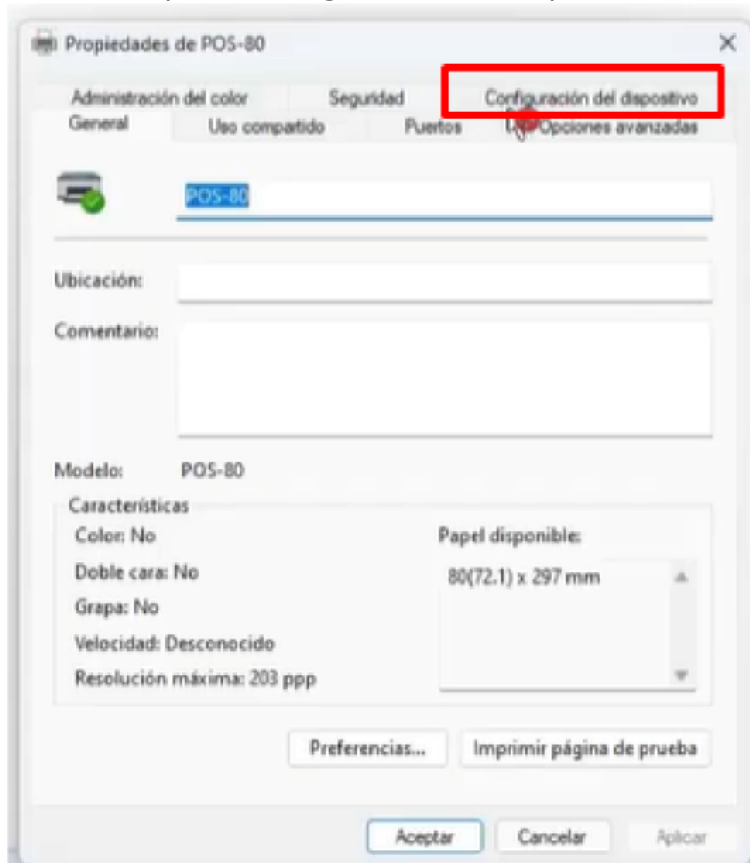 Propiedades de POS-80
Administración del color Seguridad Configuración del dispositivo
General Uso compartido Puertos Opciones avanzadas
POS-80
Ubicación:
Comentario:
Modelo: POS-80
Características
Color: No
Papel disponible:
Doble cara: No
80(72.1) x 297 mm
Grapa: No
Velocidad: Desconocido
Resolución máxima: 203 ppp
Preferencias... Imprimir página de prueba
Aceptar Cancelar Aplicar